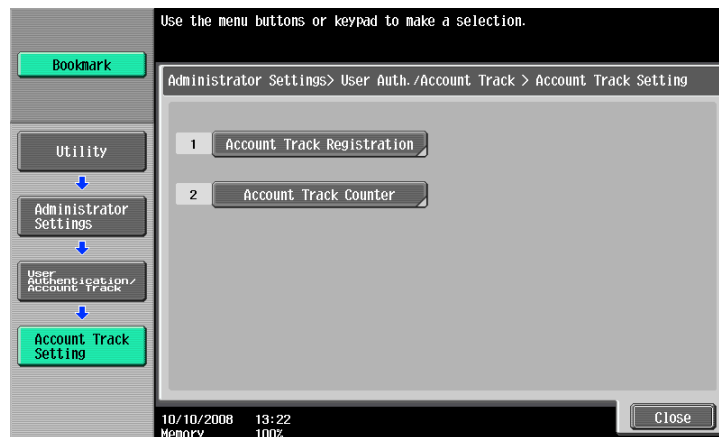 Use the menu buttons or keypad to make a selection.
Bookmark
Administrator Settings> User Auth./Account Track > Account Track Setting
1 Account Track Registration
2 Account Track Counter
Utility
Administrator
Settings
User
Authentication/
Account Track
Account Track
Setting
Close
10/10/2008 13:22
Memory 100%